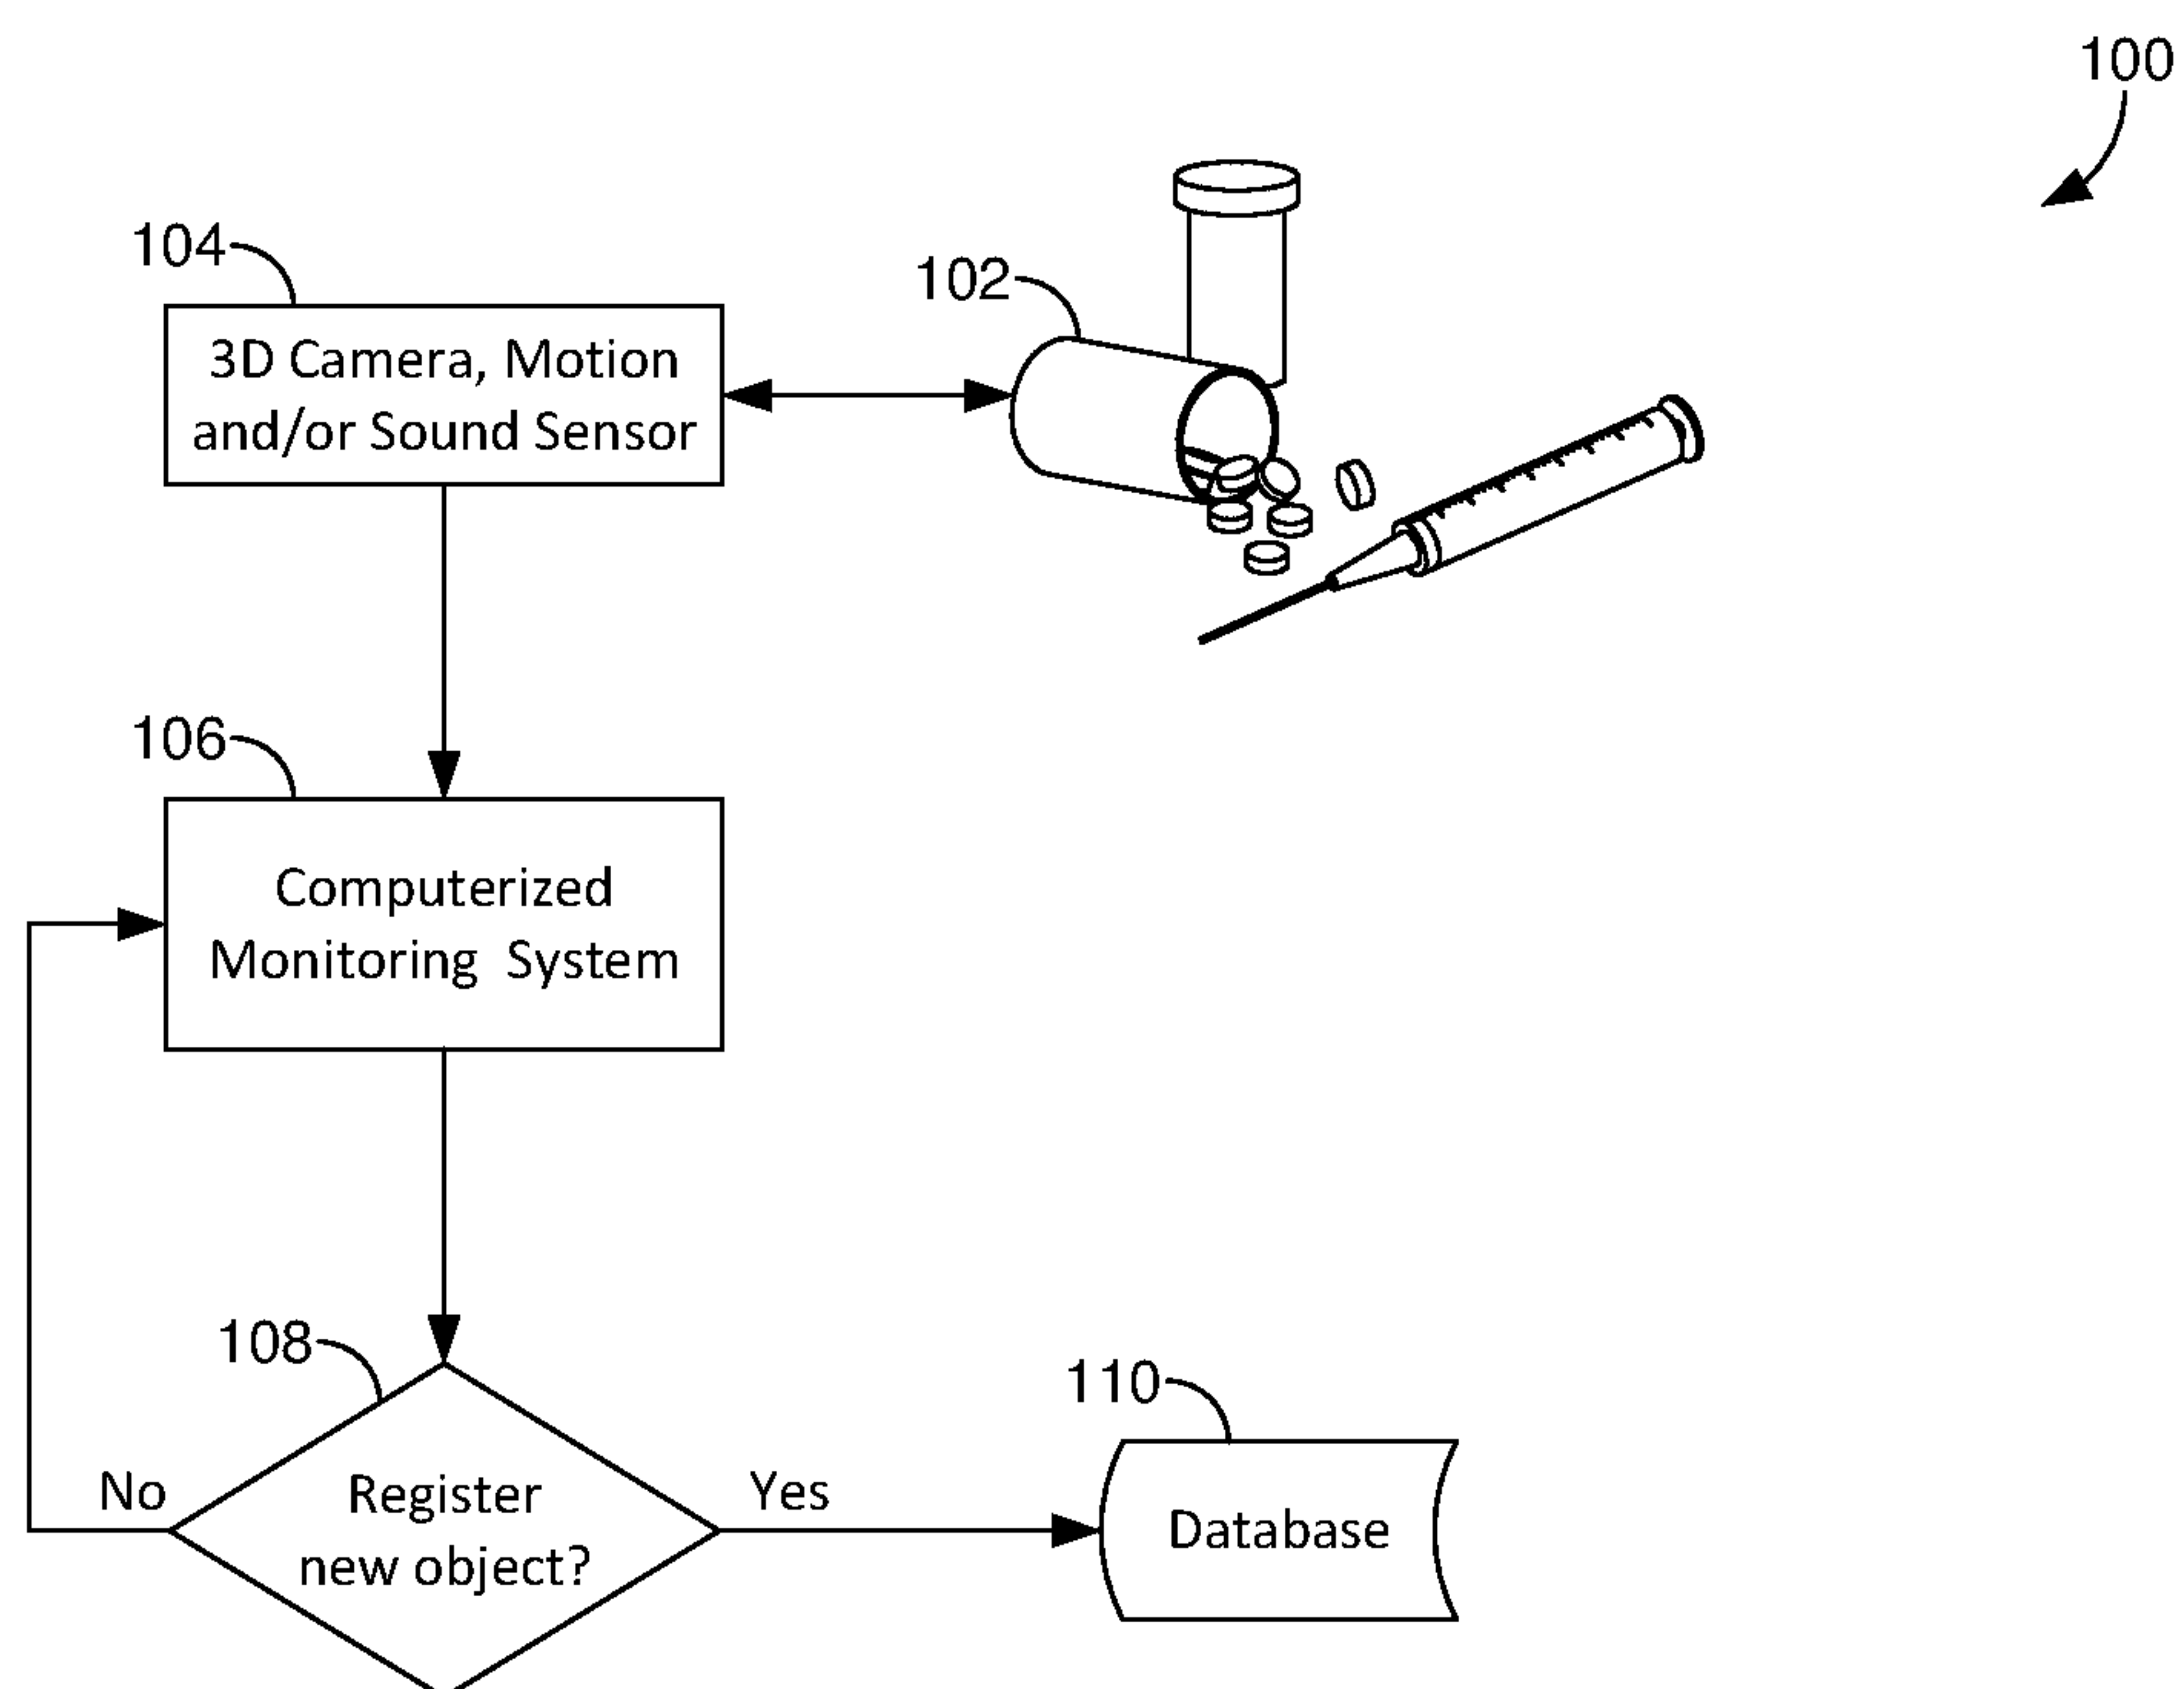 100
104
102
3D Camera, Motion
and/or Sound Sensor
106
Computerized
Monitoring System
108
110
No
Register
new object?
Yes
Database